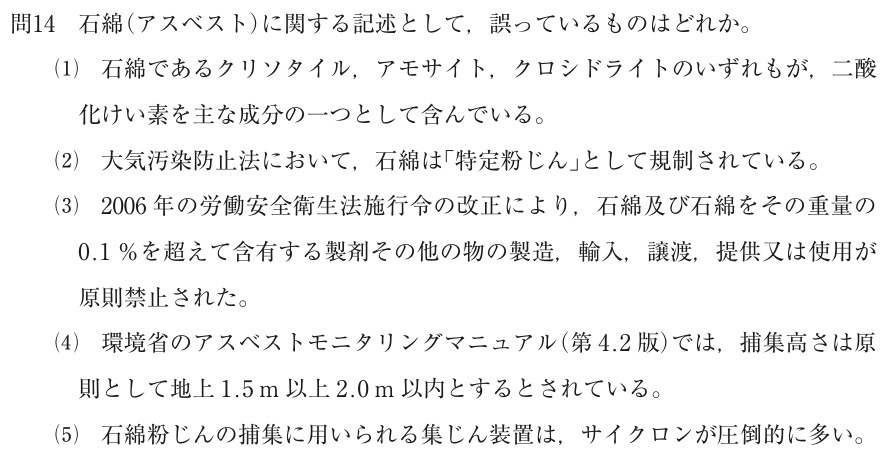 問14　石綿(アスベスト)に関する記述として，誤っているものはどれか。
(1)　石綿であるクリソタイル，アモサイト，クロシドライトのいずれもが，二酸
化けい素を主な成分の一つとして含んでいる。
(2)　大気汚染防止法において，石綿は「特定粉じん」として規制されている。
(3)　2006 年の労働安全衛生法施行令の改正により，石綿及び石綿をその重量の
0.1 %を超えて含有する製剤その他の物の製造，輸入，譲渡，提供又は使用が
原則禁止された。
(4)　環境省のアスベストモニタリングマニュアル(第 4.2 版)では，捕集高さは原
則として地上 1.5 m 以上 2.0 m 以内とするとされている。
(5)　石綿粉じんの捕集に用いられる集じん装置は，サイクロンが圧倒的に多い。